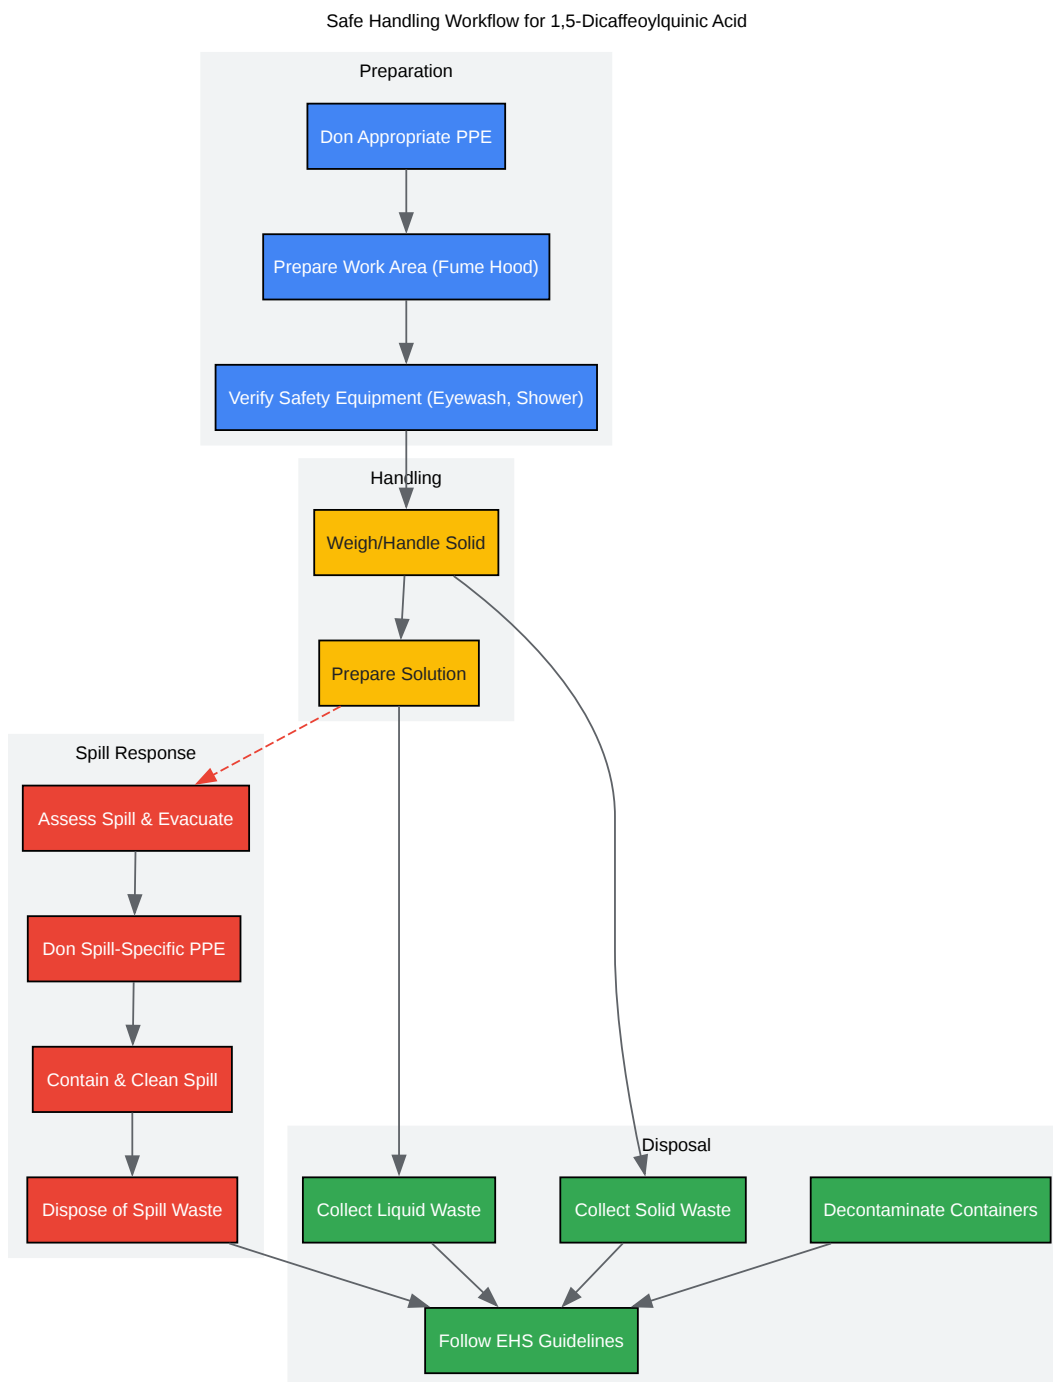 Safe Handling Workflow for 1,5-Dicaffeoylquinic Acid
Preparation
Don Appropriate PPE
Prepare Work Area (Fume Hood)
Verify Safety Equipment (Eyewash, Shower)
Handling
Weigh/Handle Solid
Prepare Solution
Spill Response
Assess Spill & Evacuate
Don Spill-Specific PPE
Contain & Clean Spill
Dispose of Spill Waste
Disposal
Collect Liquid Waste
Collect Solid Waste
Decontaminate Containers
Follow EHS Guidelines